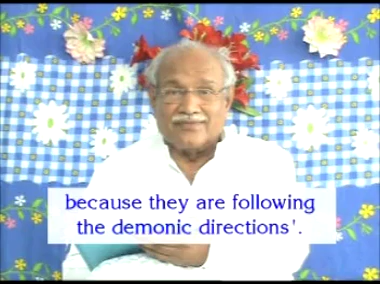 because they are following
the demonic directions'.